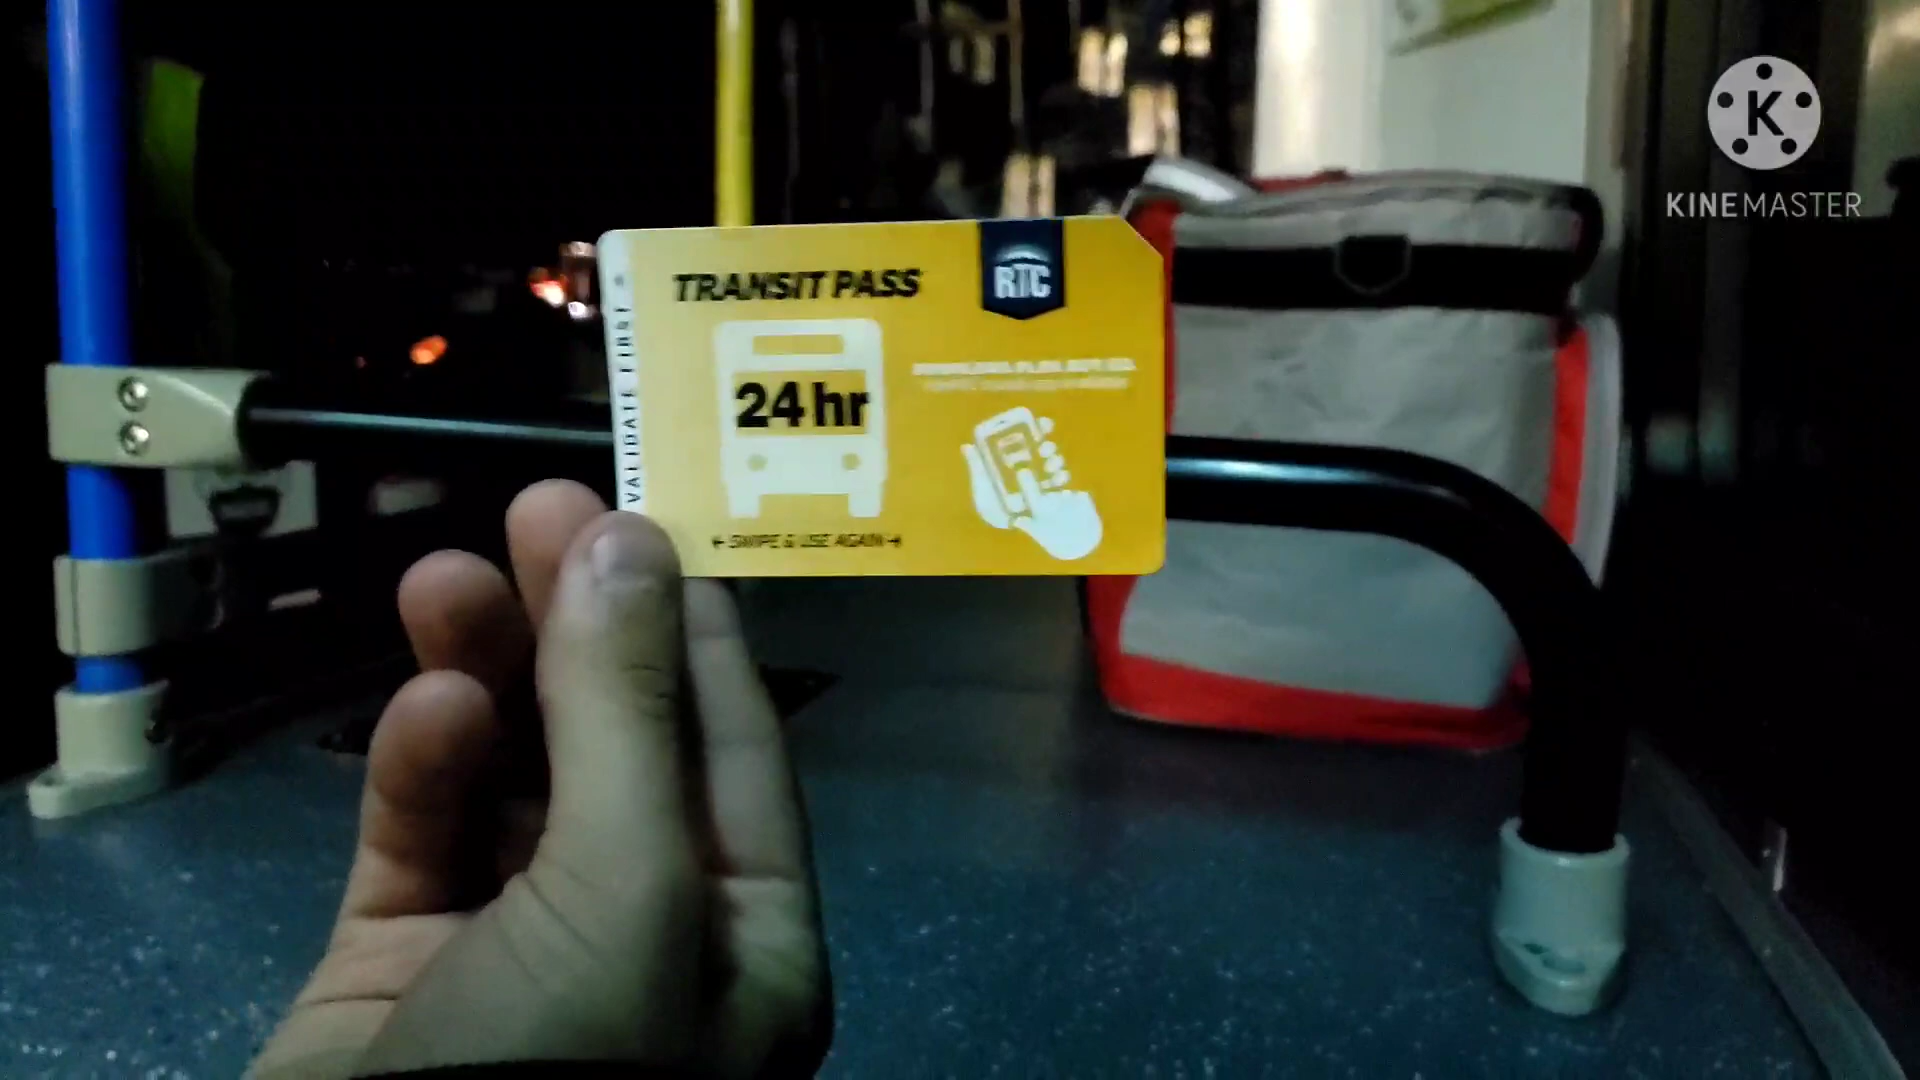 TRANSIT PASS
RTC
VALIDATE FIRST
24hr
SWIPE & USE AGAIN
K
KINEMASTER